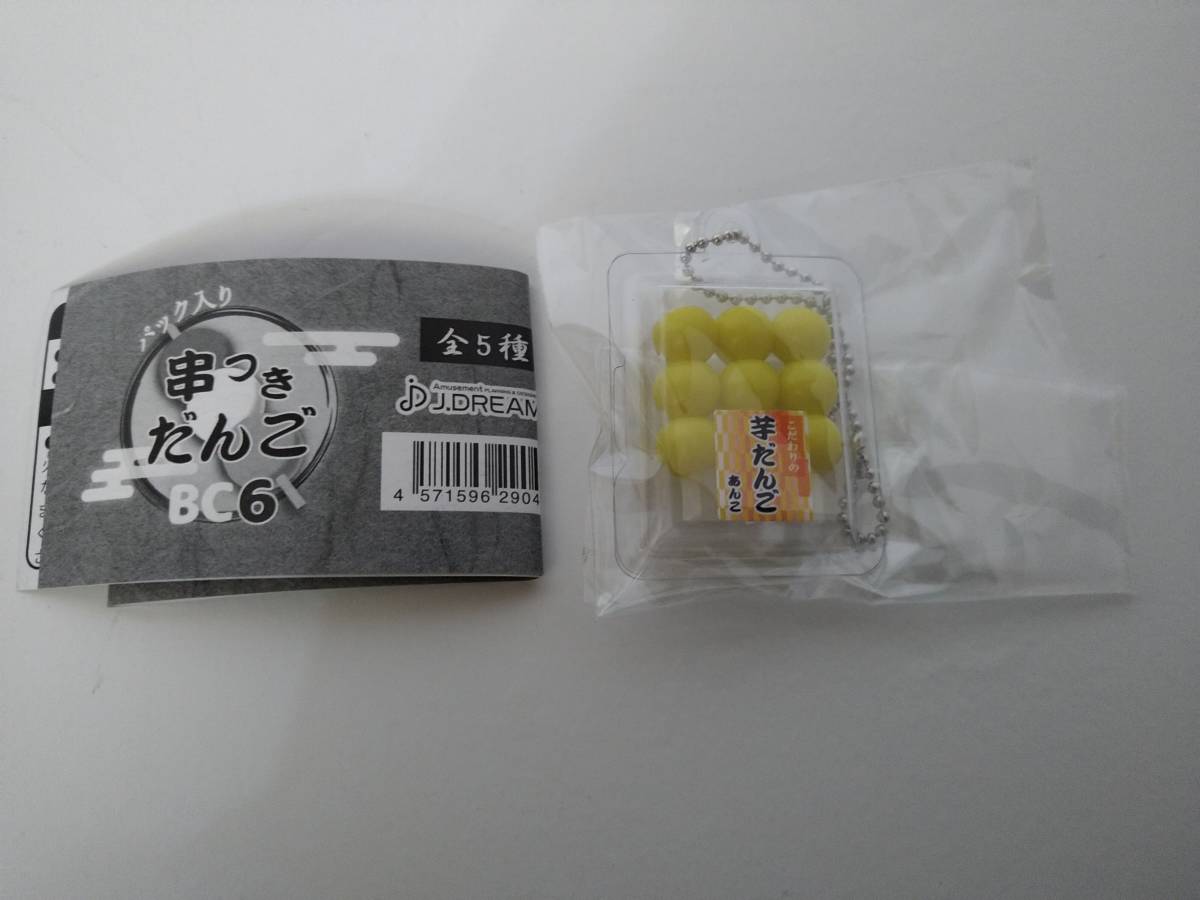 パック入り
串つき
だんご
BC6
全5種
Amusement
J.DREAM
4 571596 2904
こだわりの
芋だんご
あんこ